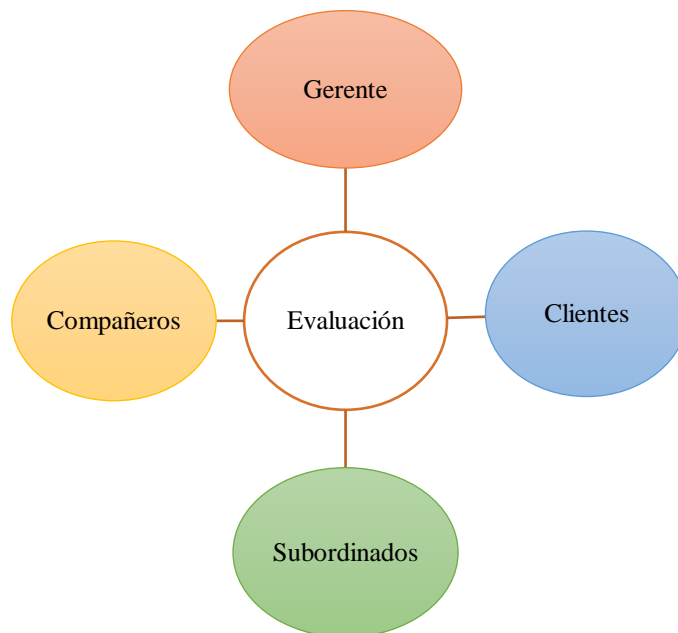 Gerente
Compañeros
Evaluación
Clientes
Subordinados